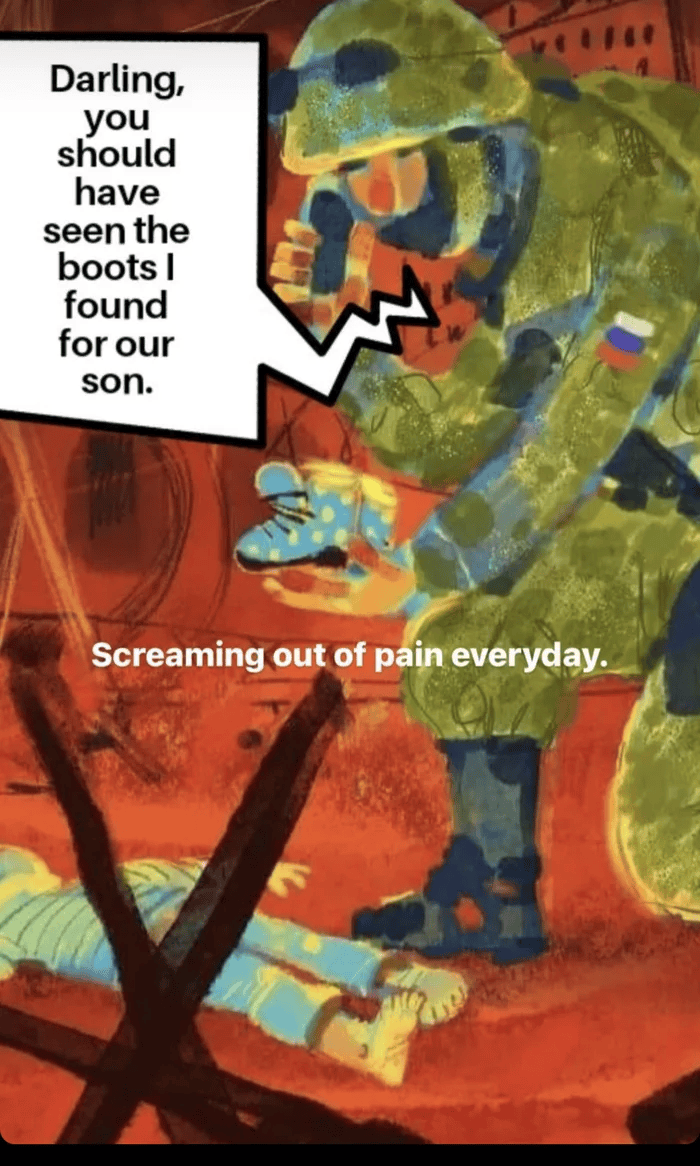 Darling,
you
should
have
seen the
boots I
found
for our
son.
Screaming out of pain everyday.